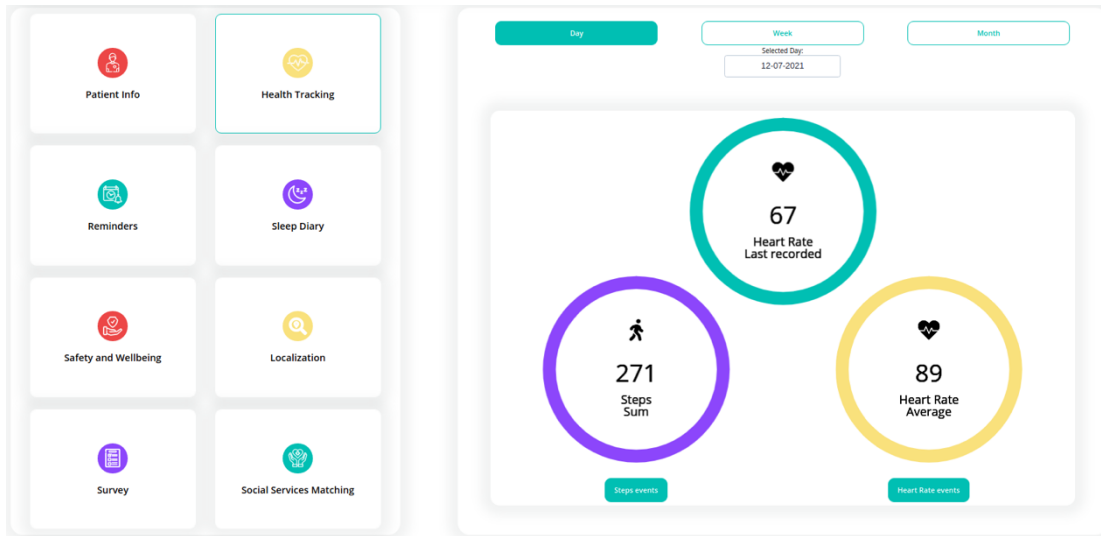 Patient Info
Health Tracking
Reminders
Sleep Diary
Safety and Wellbeing
Localization
Survey
Social Services Matching
Day
Week
Month
Selected Day:
12-07-2021
67
Heart Rate
Last recorded
271
Steps
Sum
89
Heart Rate
Average
Steps events
Heart Rate events